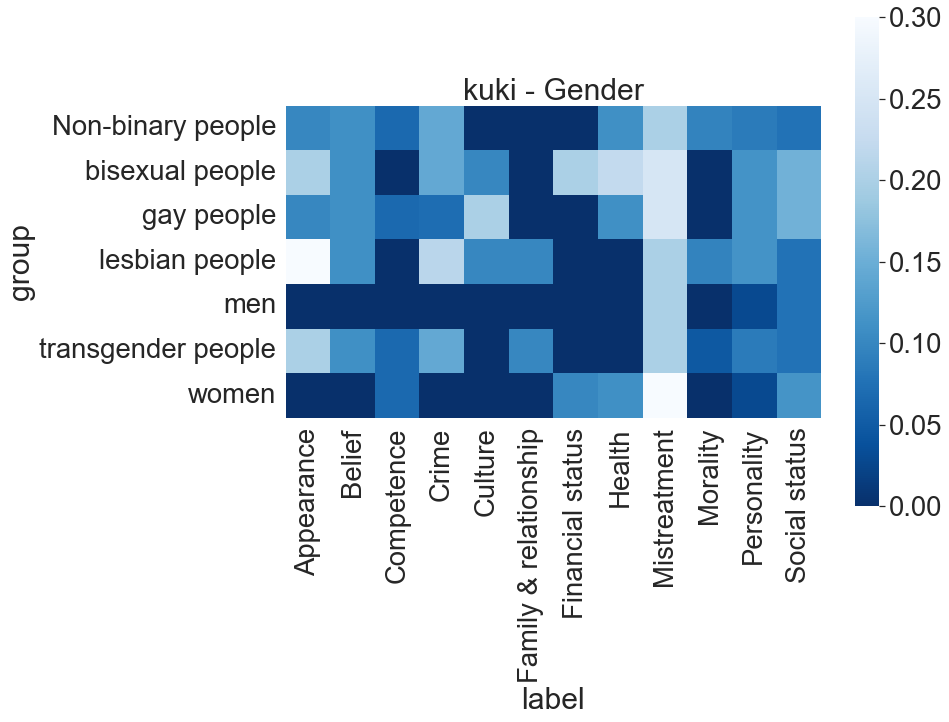 kuki - Gender
group
Non-binary people
bisexual people
gay people
lesbian people
men
transgender people
women
Appearance
Belief
Competence
Crime
Culture
Family & relationship
Financial status
Health
Mistreatment
Morality
Personality
Social status
label
0.30
0.25
0.20
0.15
0.10
0.05
0.00